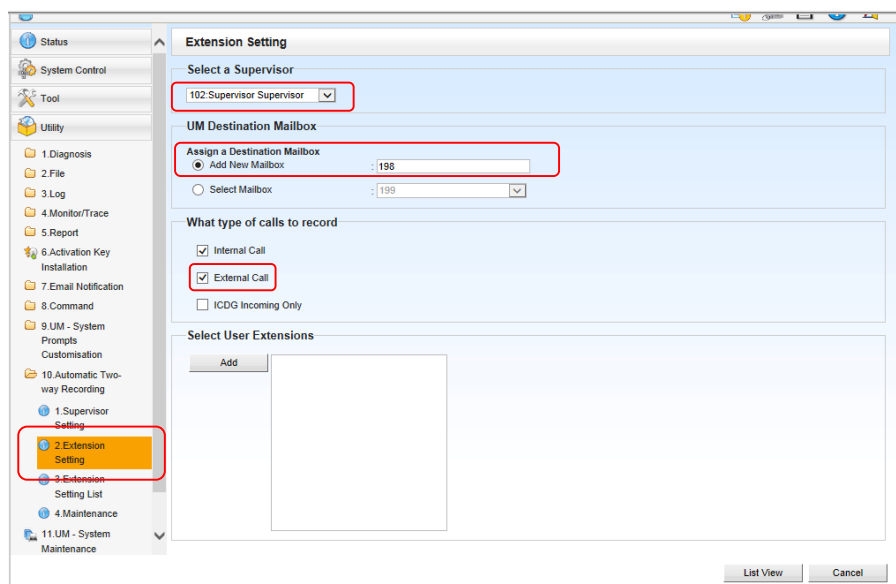 Status
System Control
Tool
Utility
1.Diagnosis
2.File
3.Log
4.Monitor/Trace
5.Report
6.Activation Key
Installation
7.Email Notification
8.Command
9.UM - System
Prompts
Customisation
10.Automatic Two-
way Recording
1.Supervisor
Setting
2.Extension
Setting
3.Extension
Setting List
4.Maintenance
11.UM - System
Maintenance
Extension Setting
Select a Supervisor
102:Supervisor Supervisor
UM Destination Mailbox
Assign a Destination Mailbox
Add New Mailbox : 198
Select Mailbox : 199
What type of calls to record
Internal Call
External Call
ICDG Incoming Only
Select User Extensions
Add
List View Cancel